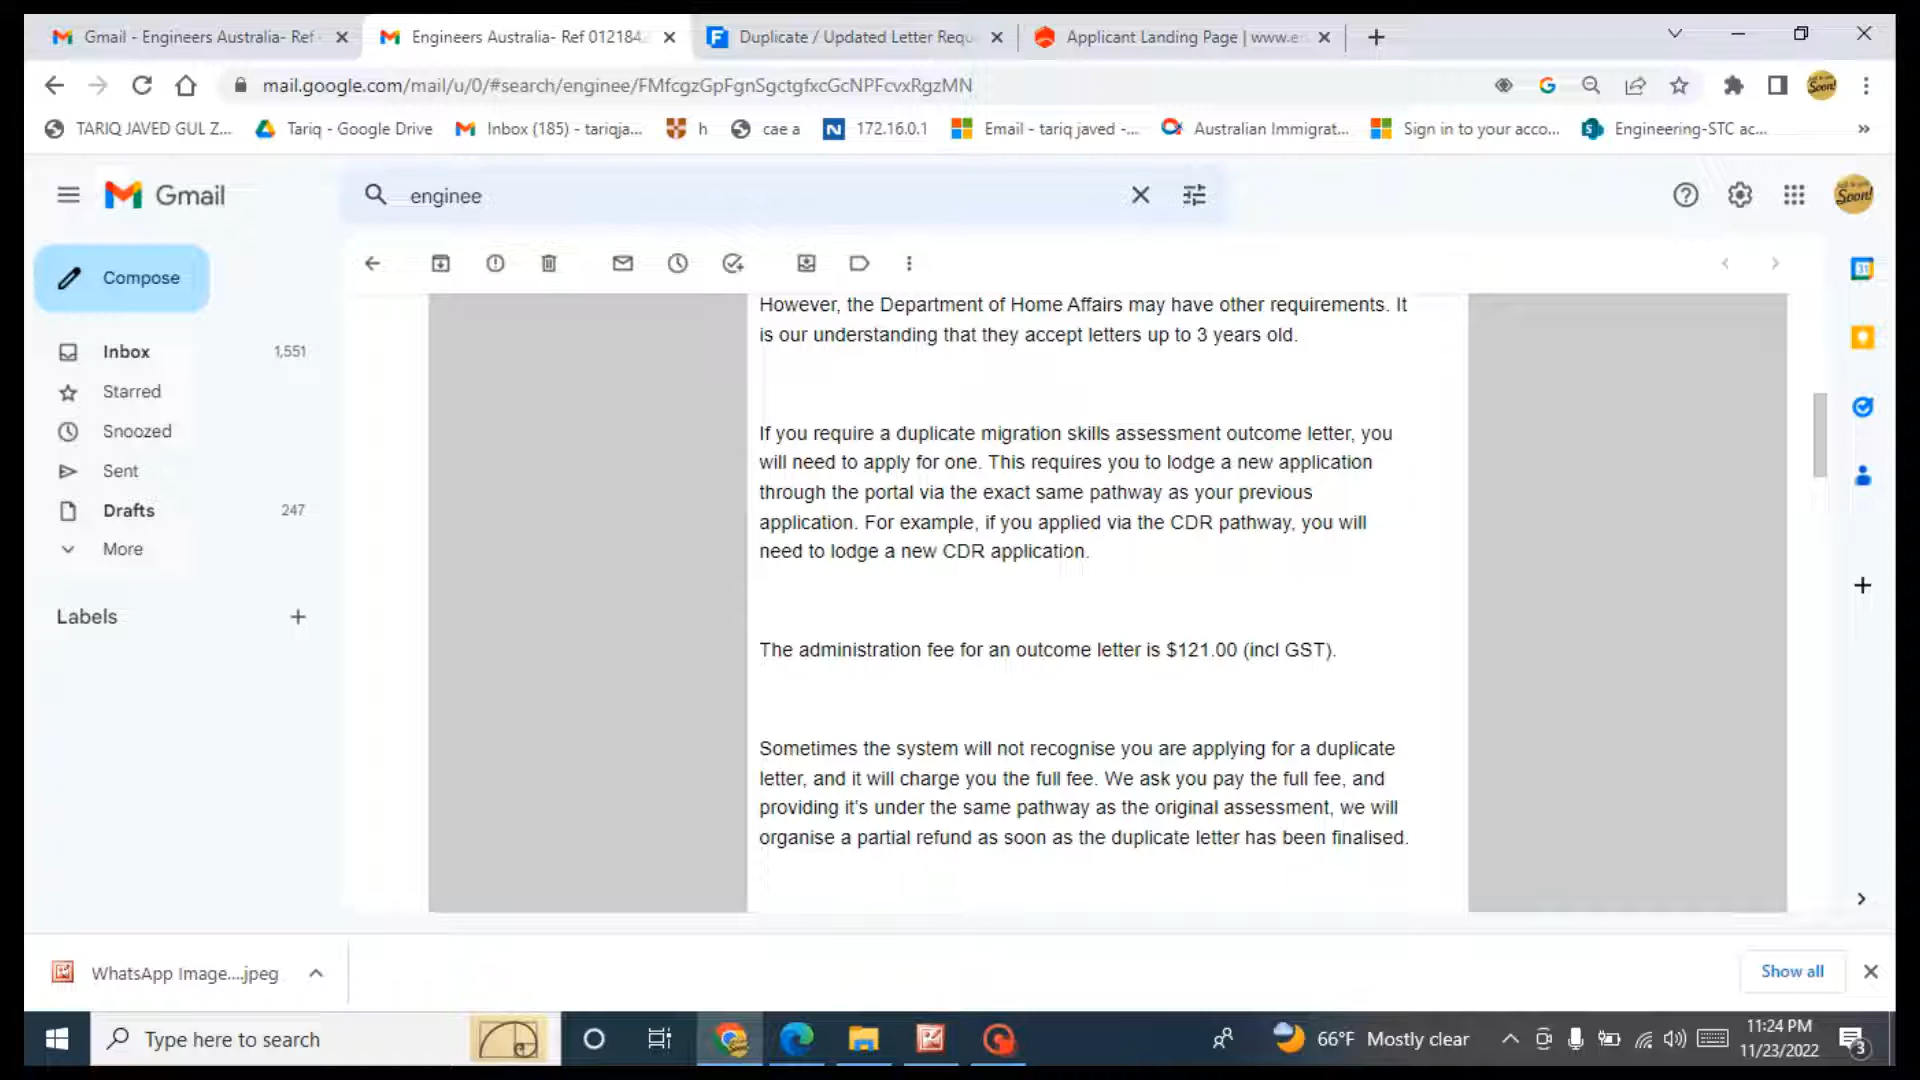 Gmail - Engineers Australia- Ref
Engineers Australia- Ref 012184
Duplicate / Updated Letter Requ
Applicant Landing Page | www.e
mail.google.com/mail/u/0/#search/enginee/FMfcgzGpFgnSgctgfxcGcNPFcvxRgzMN
TARIQ JAVED GUL Z...
Tariq - Google Drive
Inbox (185) - tariqja...
h
cae a
172.16.0.1
Email - tariq javed -...
Australian Immigrat...
Sign in to your acco...
Engineering-STC ac...
Gmail
enginee
Soon!
Compose
Inbox 1,551
Starred
Snoozed
Sent
Drafts 247
More
Labels
However, the Department of Home Affairs may have other requirements. It
is our understanding that they accept letters up to 3 years old.
If you require a duplicate migration skills assessment outcome letter, you
will need to apply for one. This requires you to lodge a new application
through the portal via the exact same pathway as your previous
application. For example, if you applied via the CDR pathway, you will
need to lodge a new CDR application.
The administration fee for an outcome letter is $121.00 (incl GST).
Sometimes the system will not recognise you are applying for a duplicate
letter, and it will charge you the full fee. We ask you pay the full fee, and
providing it's under the same pathway as the original assessment, we will
organise a partial refund as soon as the duplicate letter has been finalised.
31
WhatsApp Image....jpeg
Show all
Type here to search
66°F Mostly clear
11:24 PM
11/23/2022
3